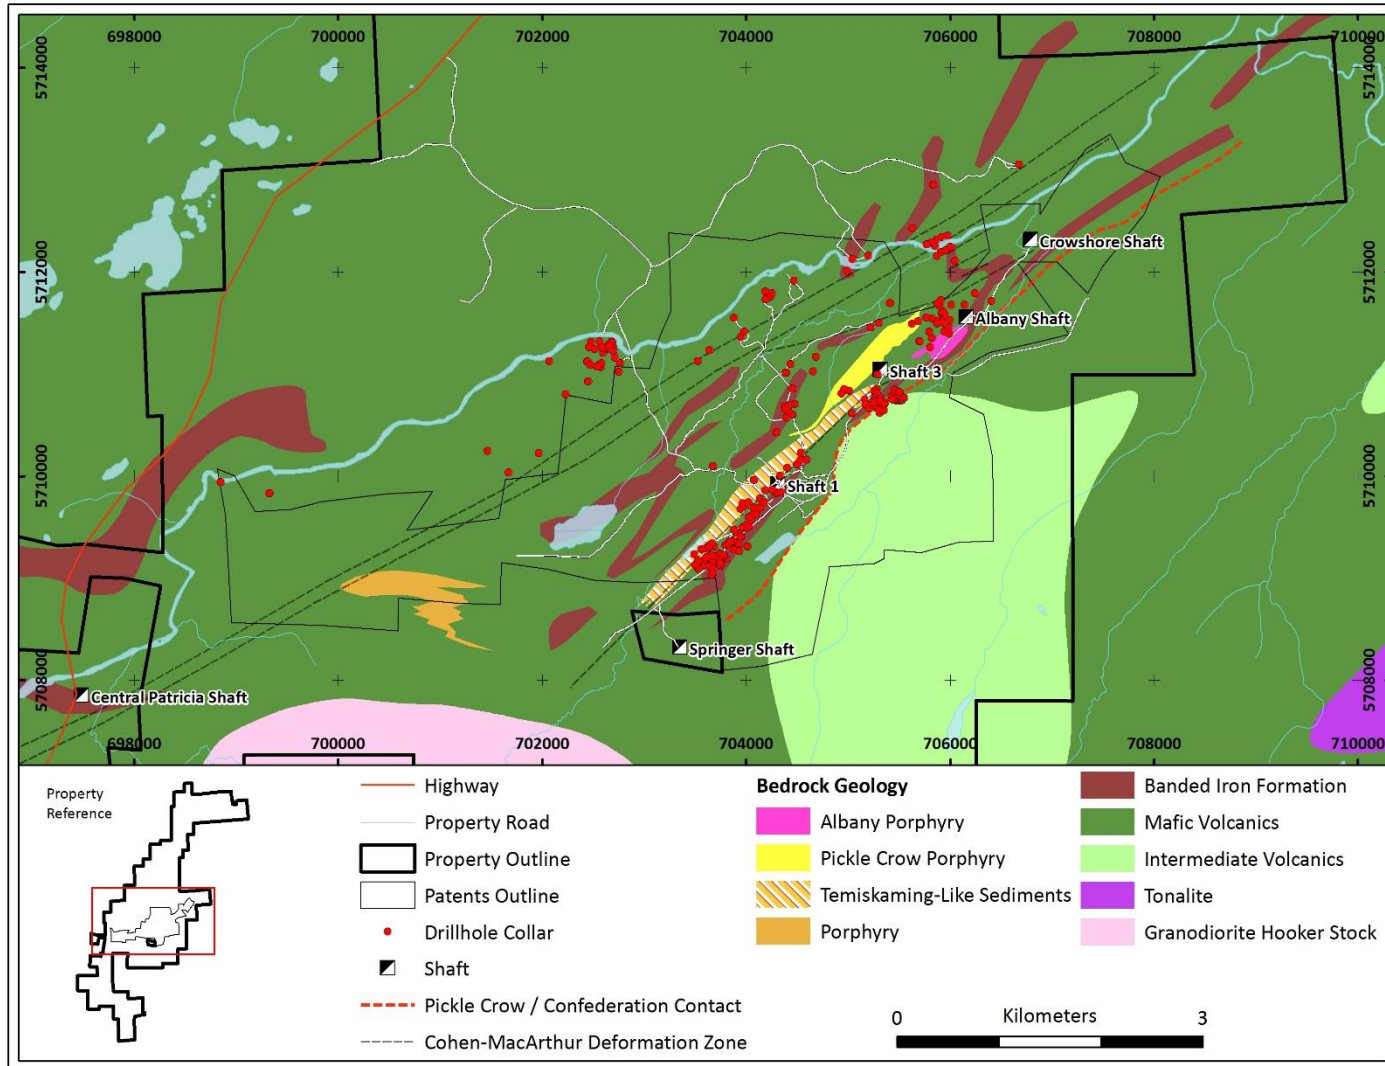 698000
700000
702000
704000
706000
708000
710000
5714000
5714000
5712000
5712000
Crowshore Shaft
Albany Shaft
Shaft 3
5710000
5710000
Shaft 1
Springer Shaft
5708000
5708000
Central Patricia Shaft
698000
700000
702000
704000
706000
708000
710000
Property
Reference
Highway
Property Road
Property Outline
Patents Outline
Drillhole Collar
Shaft
Pickle Crow / Confederation Contact
Cohen-MacArthur Deformation Zone
Bedrock Geology
Albany Porphyry
Pickle Crow Porphyry
Temiskaming-Like Sediments
Porphyry
Banded Iron Formation
Mafic Volcanics
Intermediate Volcanics
Tonalite
Granodiorite Hooker Stock
0
Kilometers
3